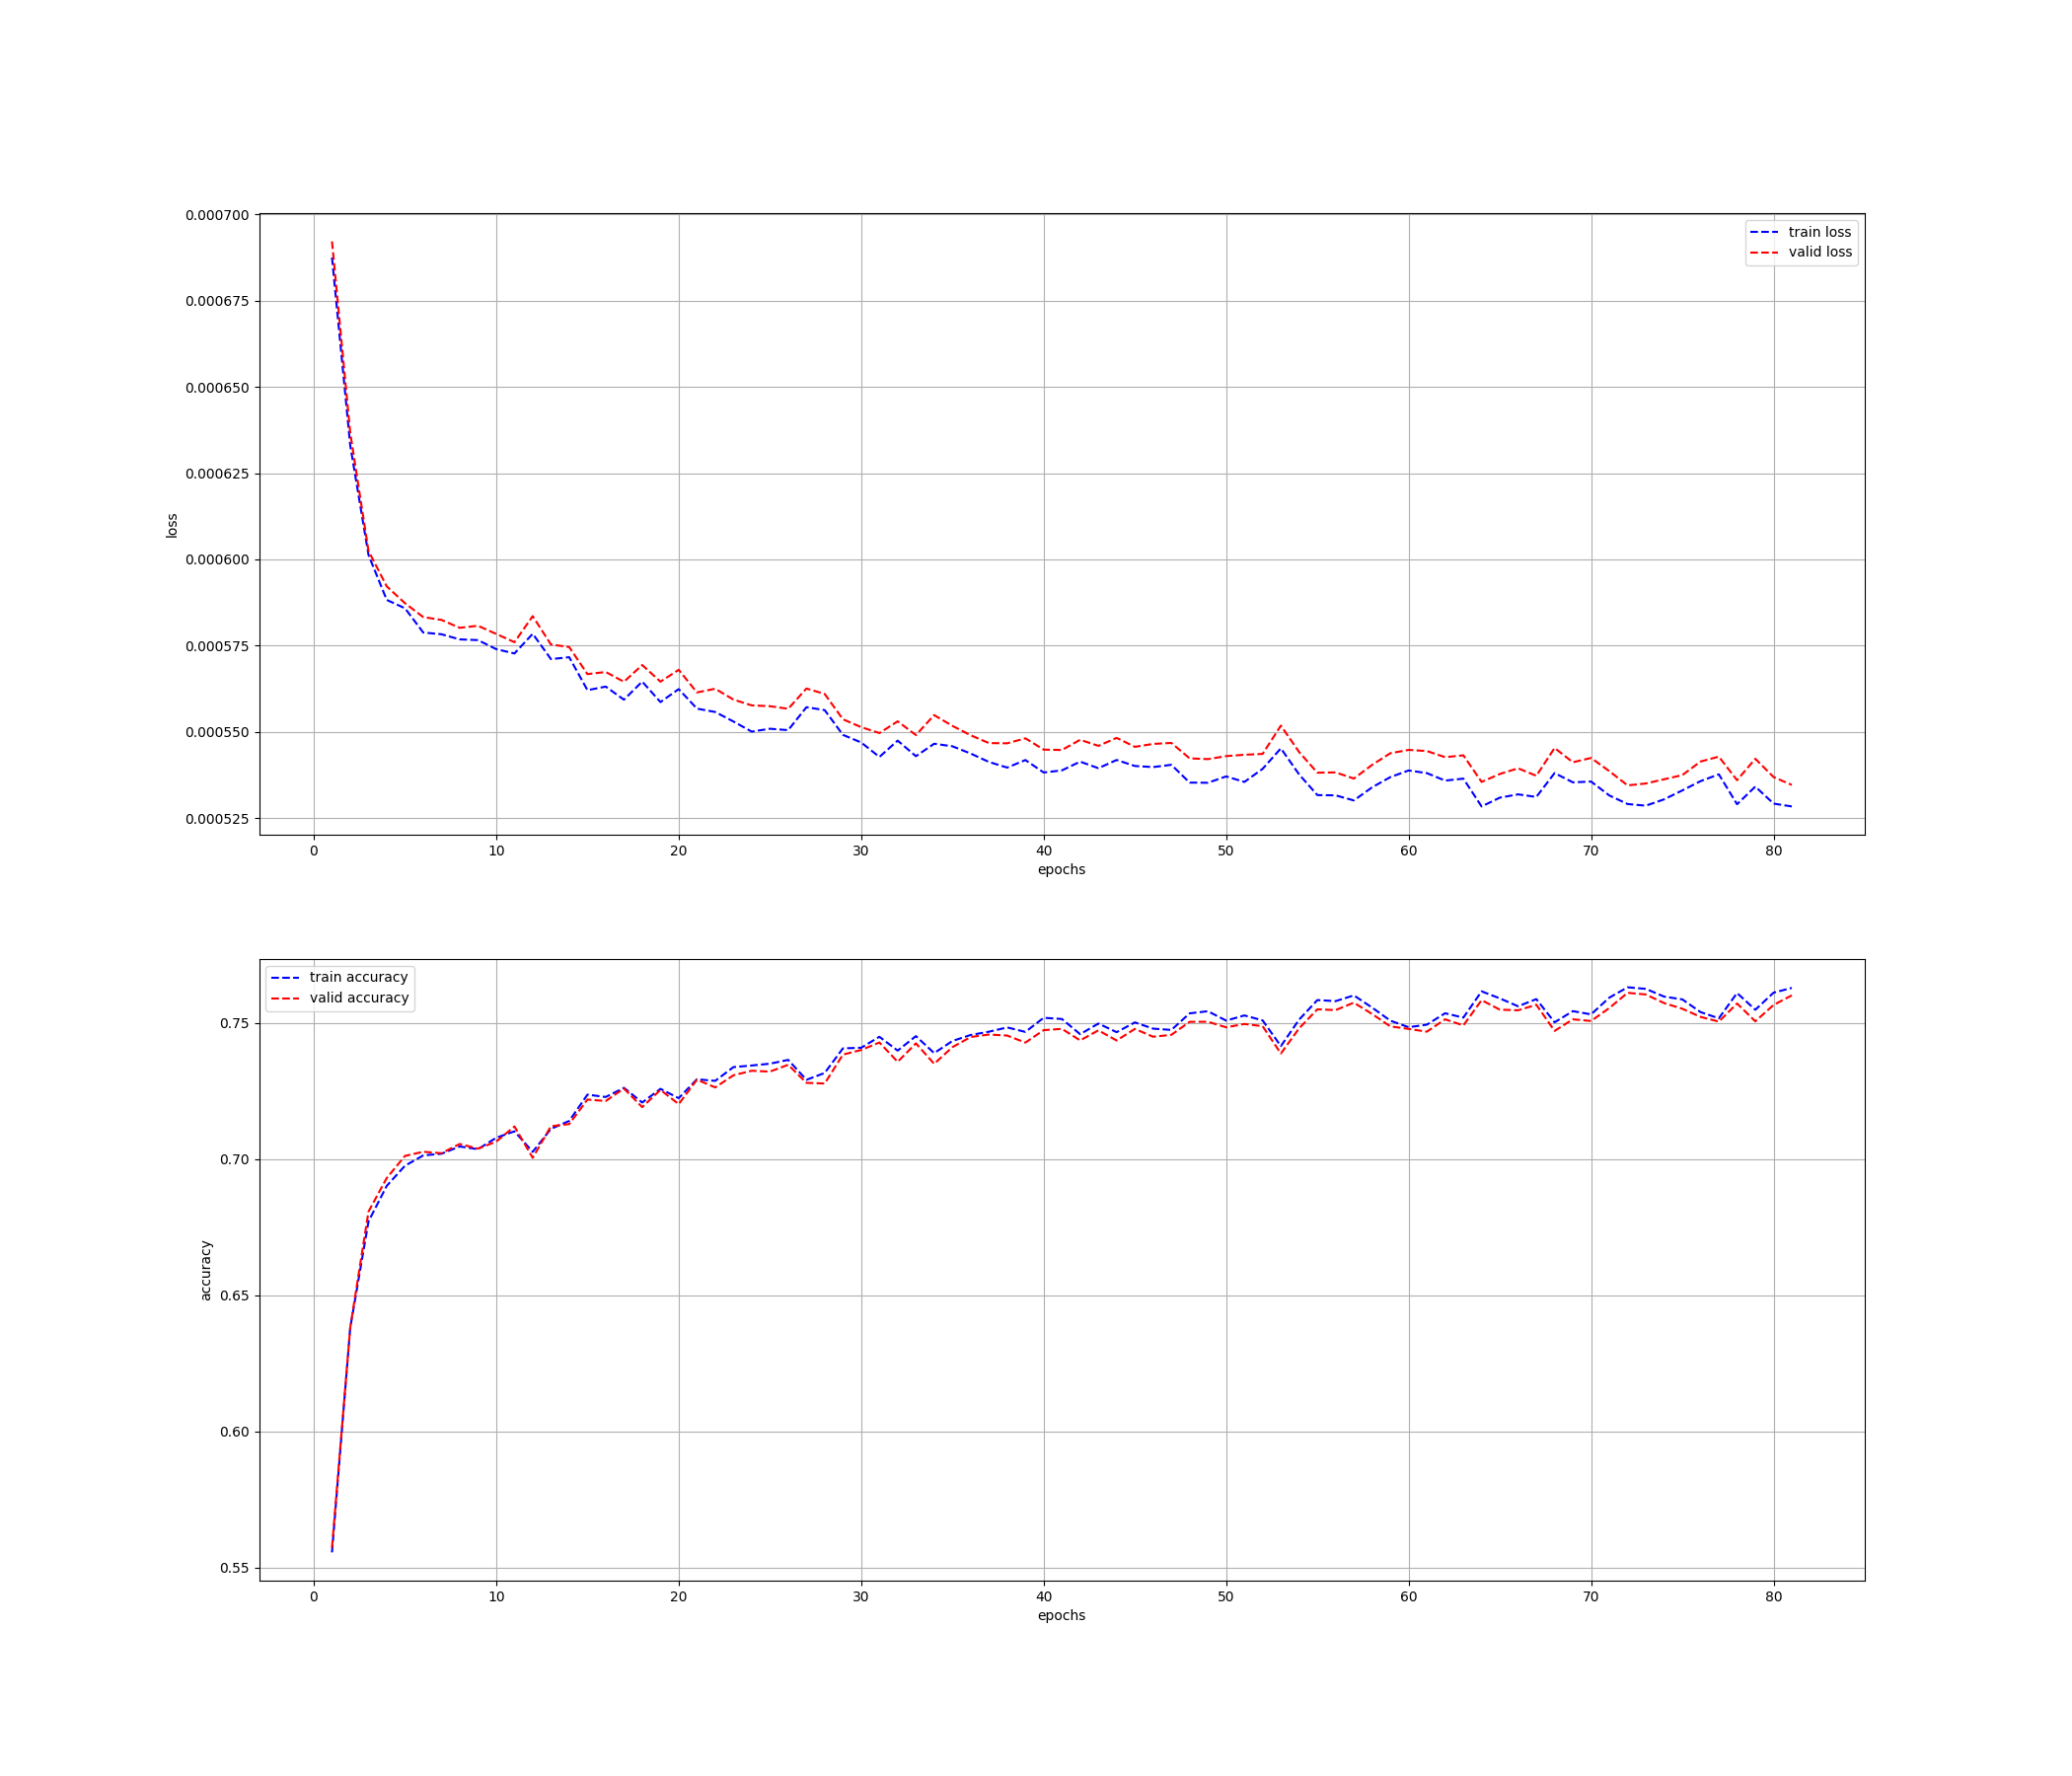 0.000700
0.000675
0.000650
0.000625
0.000600
0.000575
0.000550
0.000525
loss
train loss
valid loss
0 10 20 30 40 50 60 70 80
epochs
train accuracy
valid accuracy
0.75
0.70
0.65
0.60
0.55
accuracy
0 10 20 30 40 50 60 70 80
epochs